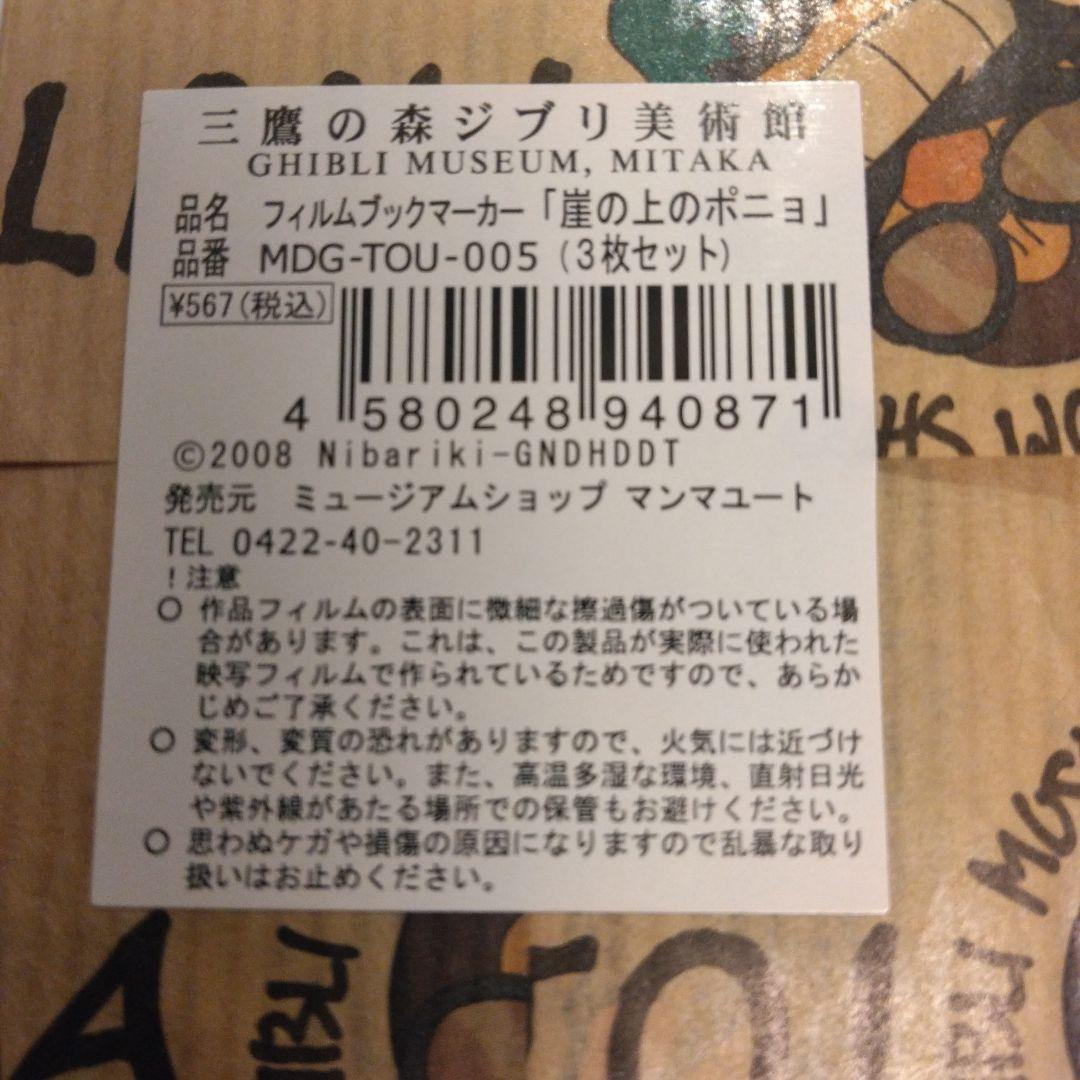 三鷹の森ジブリ美術館
GHIBLI MUSEUM, MITAKA
品名 フィルムブックマーカー「崖の上のポニョ」
品番 MDG-TOU-005（3枚セット）
¥567(税込)
4 580248 940871
©2008 Nibariki-GNDHDDT
発売元 ミュージアムショップ マンマユート
TEL 0422-40-2311
！注意
○ 作品フィルムの表面に微細な擦過傷がついている場
合があります。これは、この製品が実際に使われた
映写フィルムで作られているためですので、あらか
じめご了承ください。
○ 変形、変質の恐れがありますので、火気には近づけ
ないでください。また、高温多湿な環境、直射日光
や紫外線があたる場所での保管もお避けください。
○ 思わぬケガや損傷の原因になりますので乱暴な取り
扱いはお止めください。